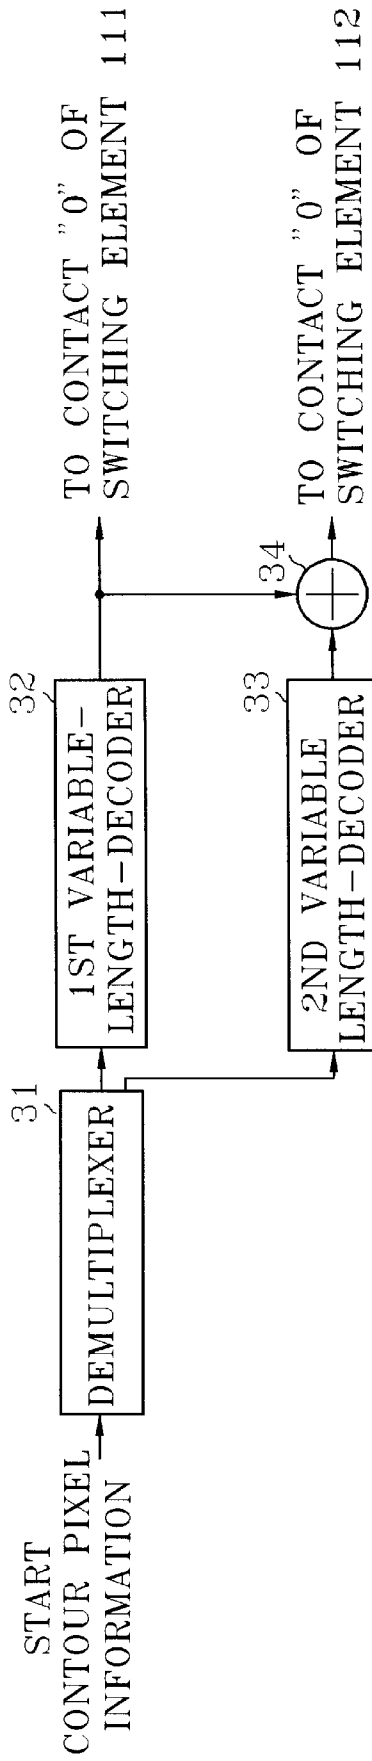 START
CONTOUR PIXEL
INFORMATION
31
DEMULTIPLEXER
32
1ST VARIABLE-
LENGTH-DECODER
TO CONTACT "0" OF
SWITCHING ELEMENT 111
33
2ND VARIABLE
LENGTH-DECODER
34
TO CONTACT "0" OF
SWITCHING ELEMENT 112